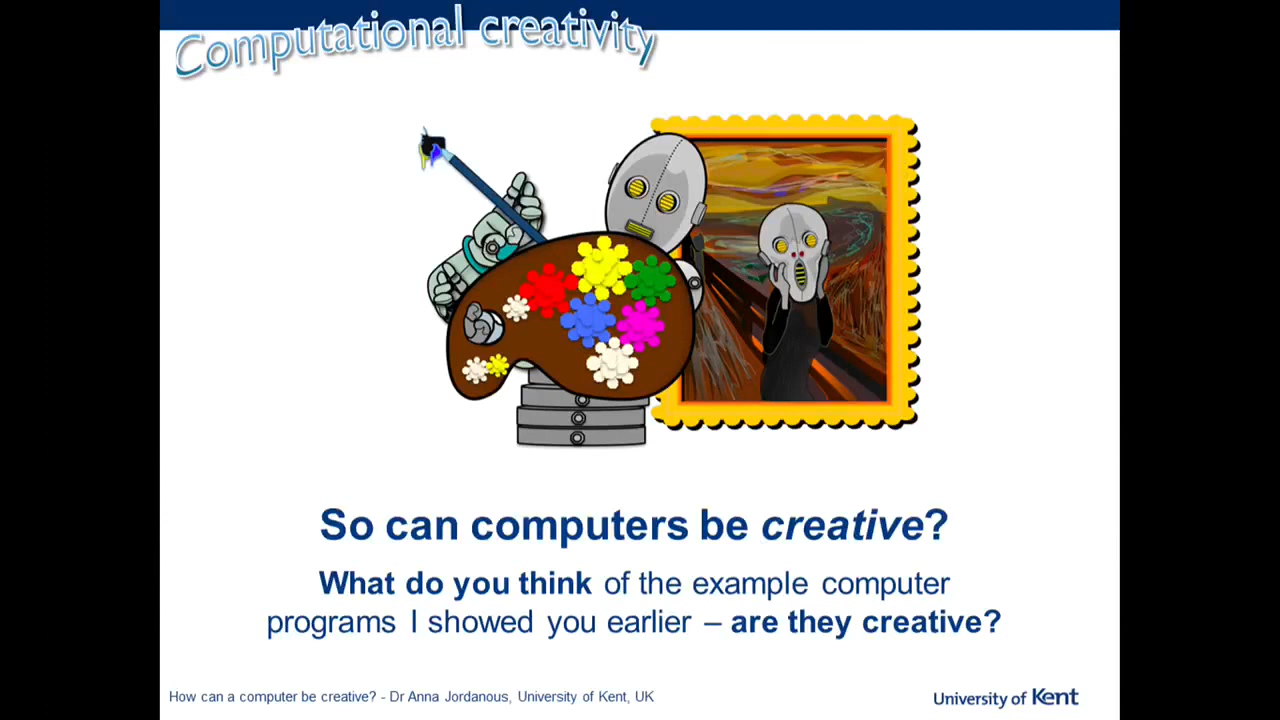 Computational creativity
So can computers be creative?
What do you think of the example computer
programs I showed you earlier – are they creative?
How can a computer be creative? - Dr Anna Jordanous, University of Kent, UK
University of Kent